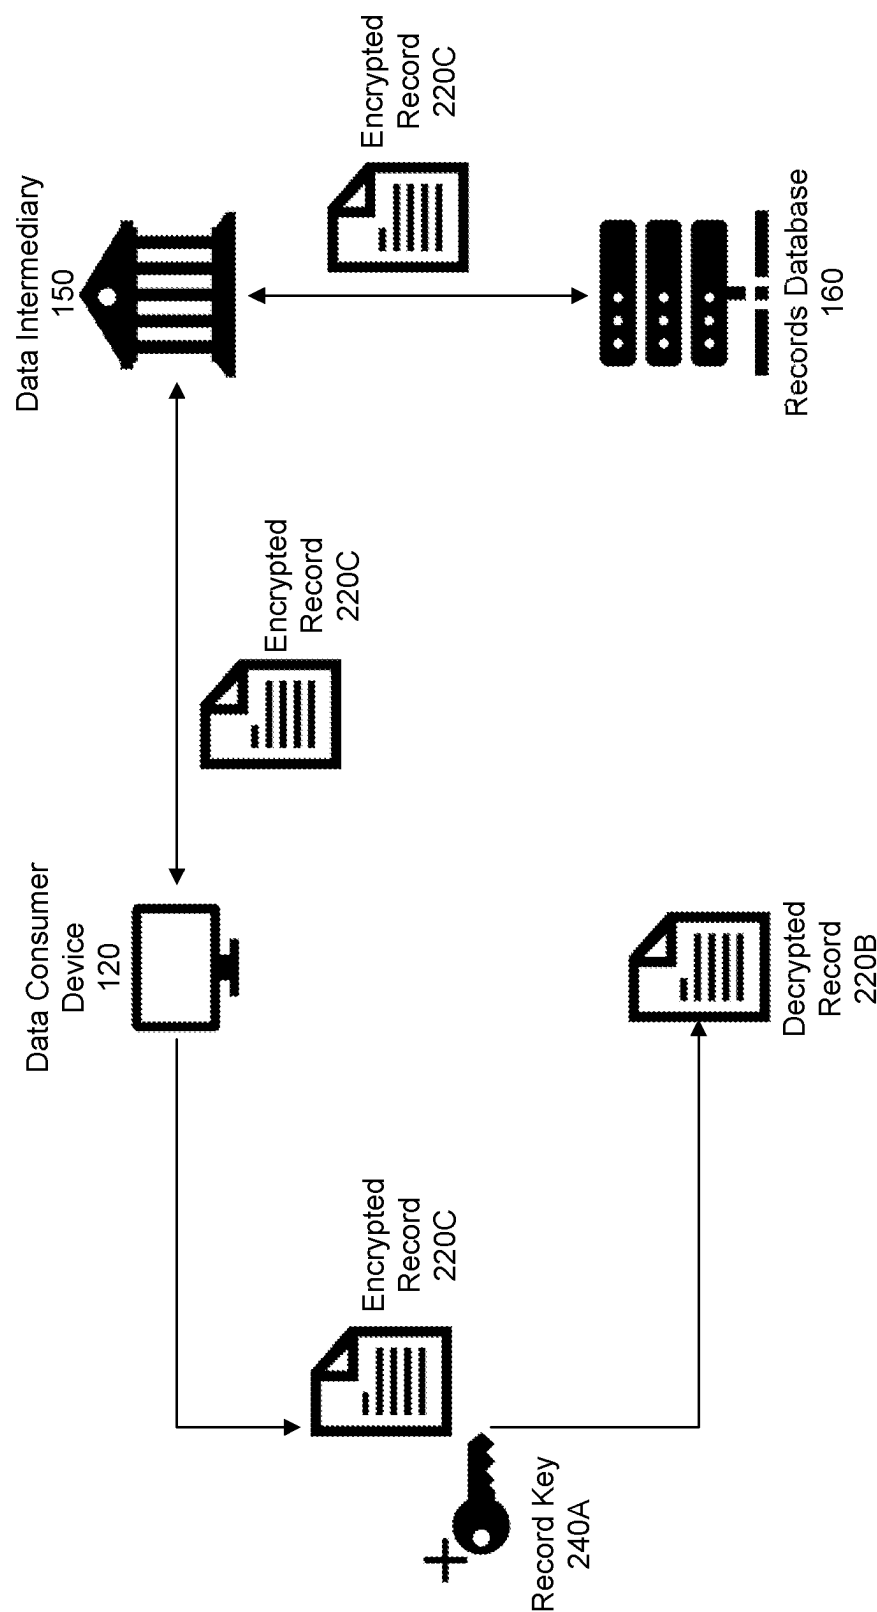 Data Consumer
Device
120
Data Intermediary
150
Encrypted
Record
220C
Encrypted
Record
220C
Encrypted
Record
220C
Record Key
240A
Decrypted
Record
220B
Records Database
160